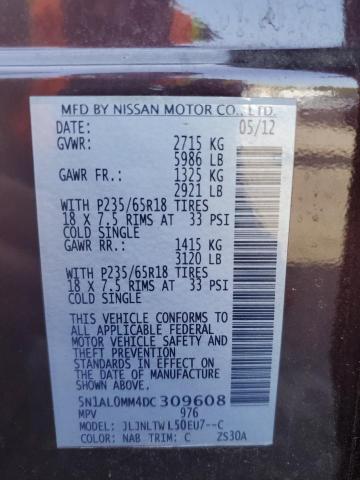 MFD BY NISSAN MOTOR CO., LTD.
DATE: 05/12
GVWR: 2715 KG
5986 LB
GAWR FR.: 1325 KG
2921 LB
WITH P235/65R18 TIRES
18 X 7.5 RIMS AT 33 PSI
COLD SINGLE
GAWR RR.: 1415 KG
3120 LB
WITH P235/65R18 TIRES
18 X 7.5 RIMS AT 33 PSI
COLD SINGLE
THIS VEHICLE CONFORMS TO
ALL APPLICABLE FEDERAL
MOTOR VEHICLE SAFETY AND
THEFT PREVENTION
STANDARDS IN EFFECT ON THE
DATE OF MANUFACTURE SHOWN
ABOVE.
5N1AL0MM4DC 309608
MPV 976
MODEL: JLJNLTW L50EU7--C
COLOR: NAB TRIM: C ZS30A